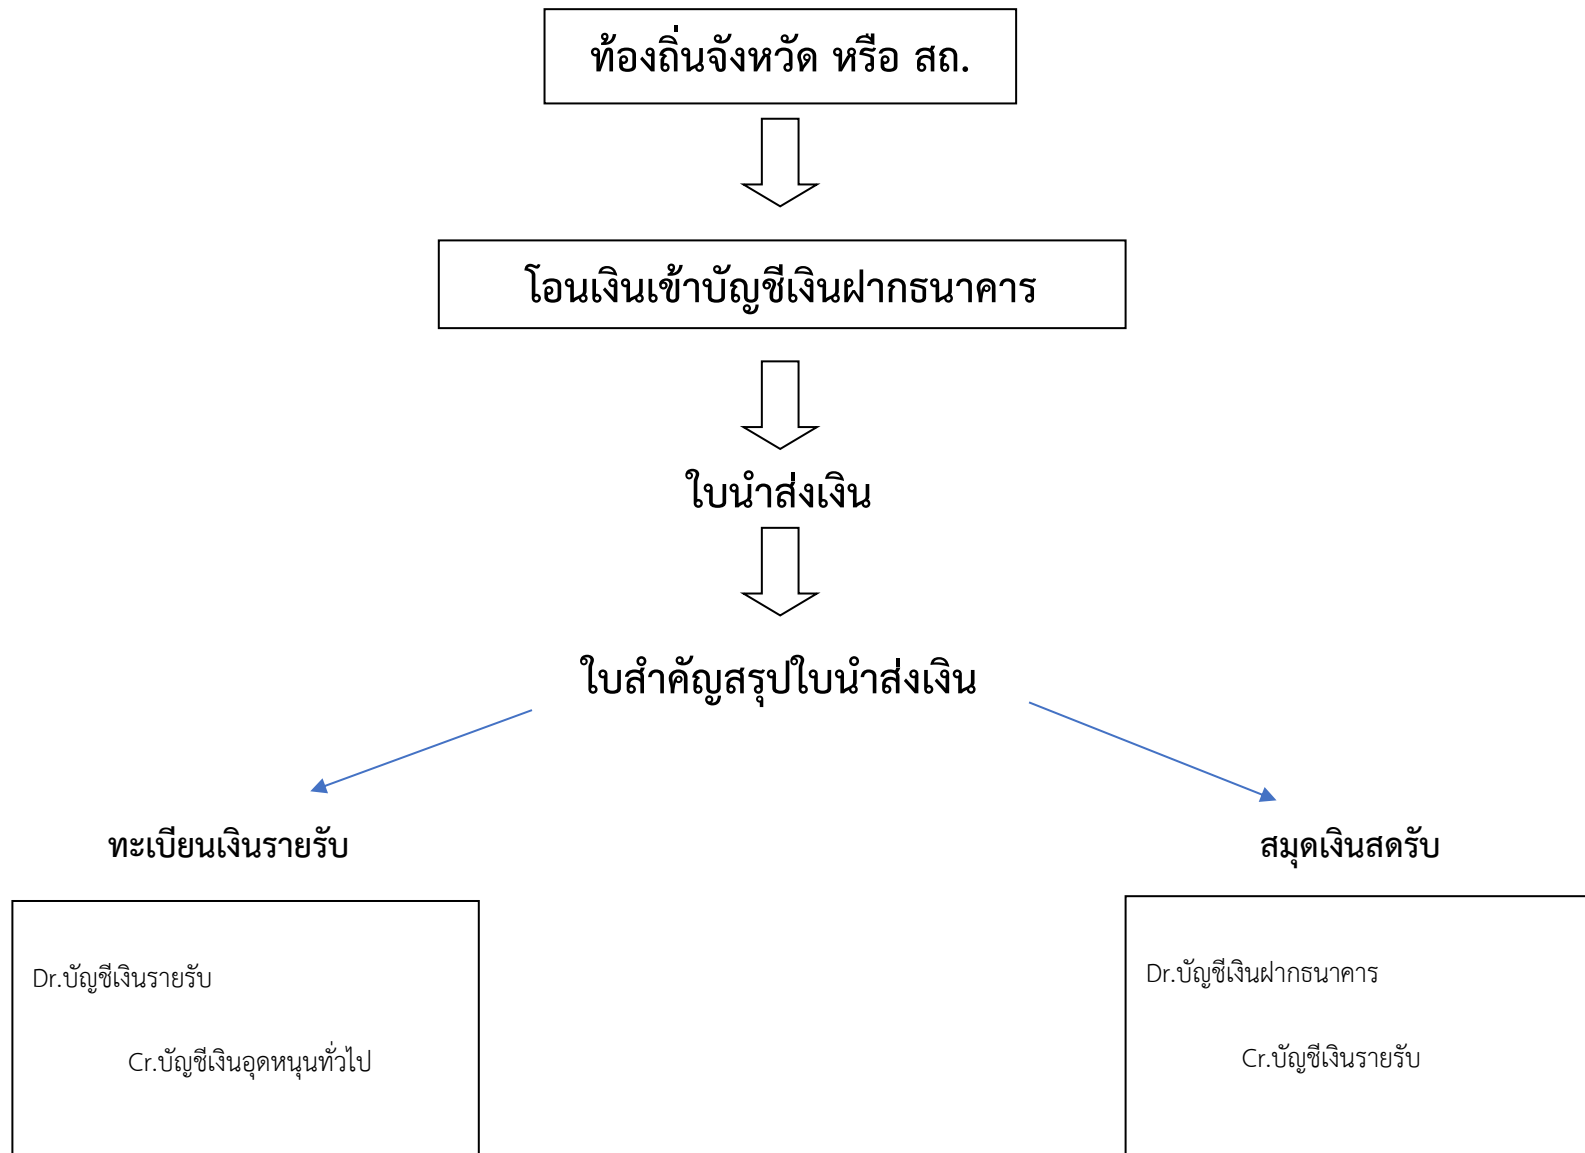 ท้องถิ่นจังหวัด หรือ สถ.
โอนเงินเข้าบัญชีเงินฝากธนาคาร
ใบนำส่งเงิน
ใบสำคัญสรุปใบนำส่งเงิน
ทะเบียนเงินรายรับ
สมุดเงินสดรับ
Dr.บัญชีเงินรายรับ
Cr.บัญชีเงินอุดหนุนทั่วไป
Dr.บัญชีเงินฝากธนาคาร
Cr.บัญชีเงินรายรับ